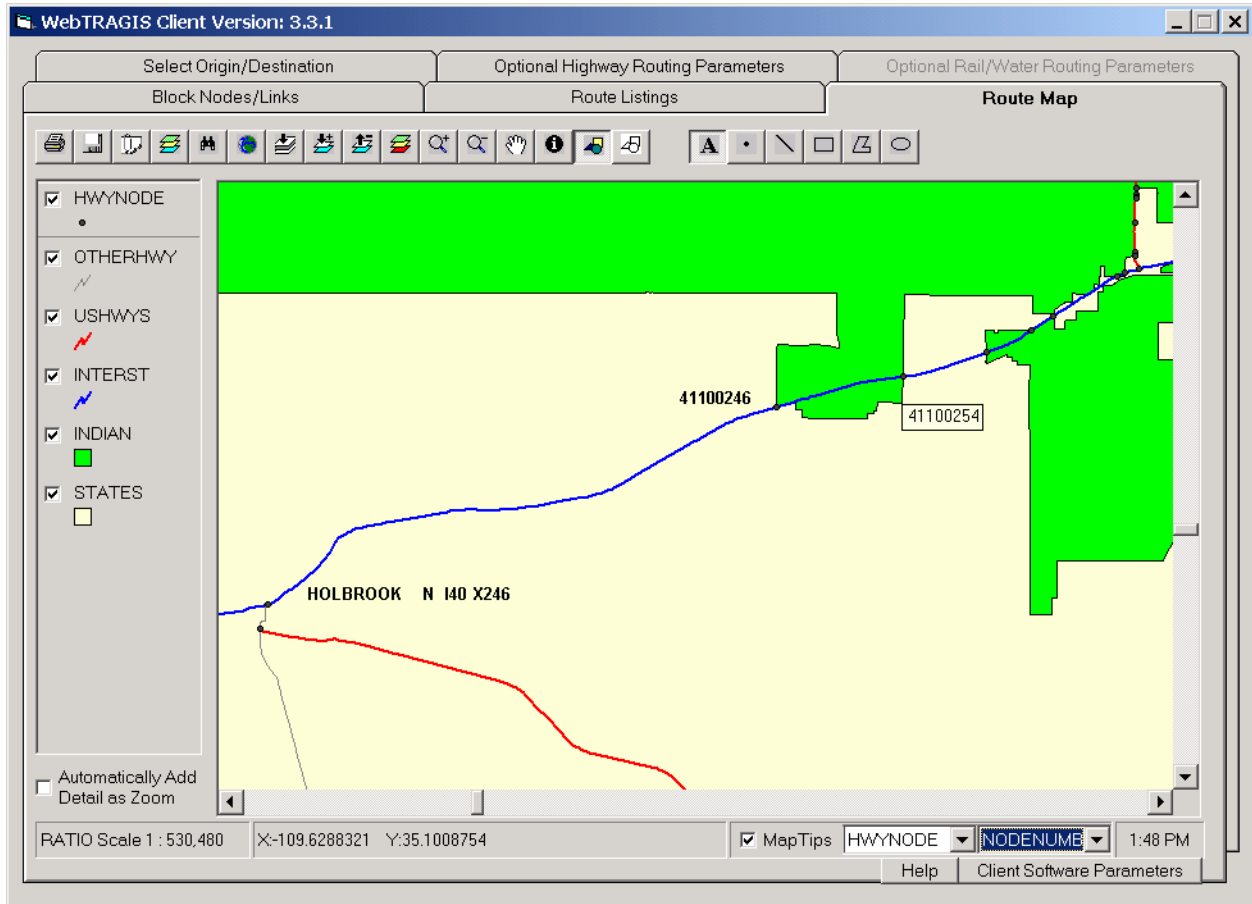 WebTRAGIS Client Version: 3.3.1
Select Origin/Destination
Optional Highway Routing Parameters
Optional Rail/Water Routing Parameters
Block Nodes/Links
Route Listings
Route Map
A
HWYNODE
OTHERHWY
USHWYS
INTERST
INDIAN
STATES
41100246
41100254
HOLBROOK N I40 X246
Automatically Add
Detail as Zoom
RATIO Scale 1 : 530,480
X:-109.6288321 Y:35.1008754
MapTips
HWYNODE
NODENUMB
1:48 PM
Help
Client Software Parameters